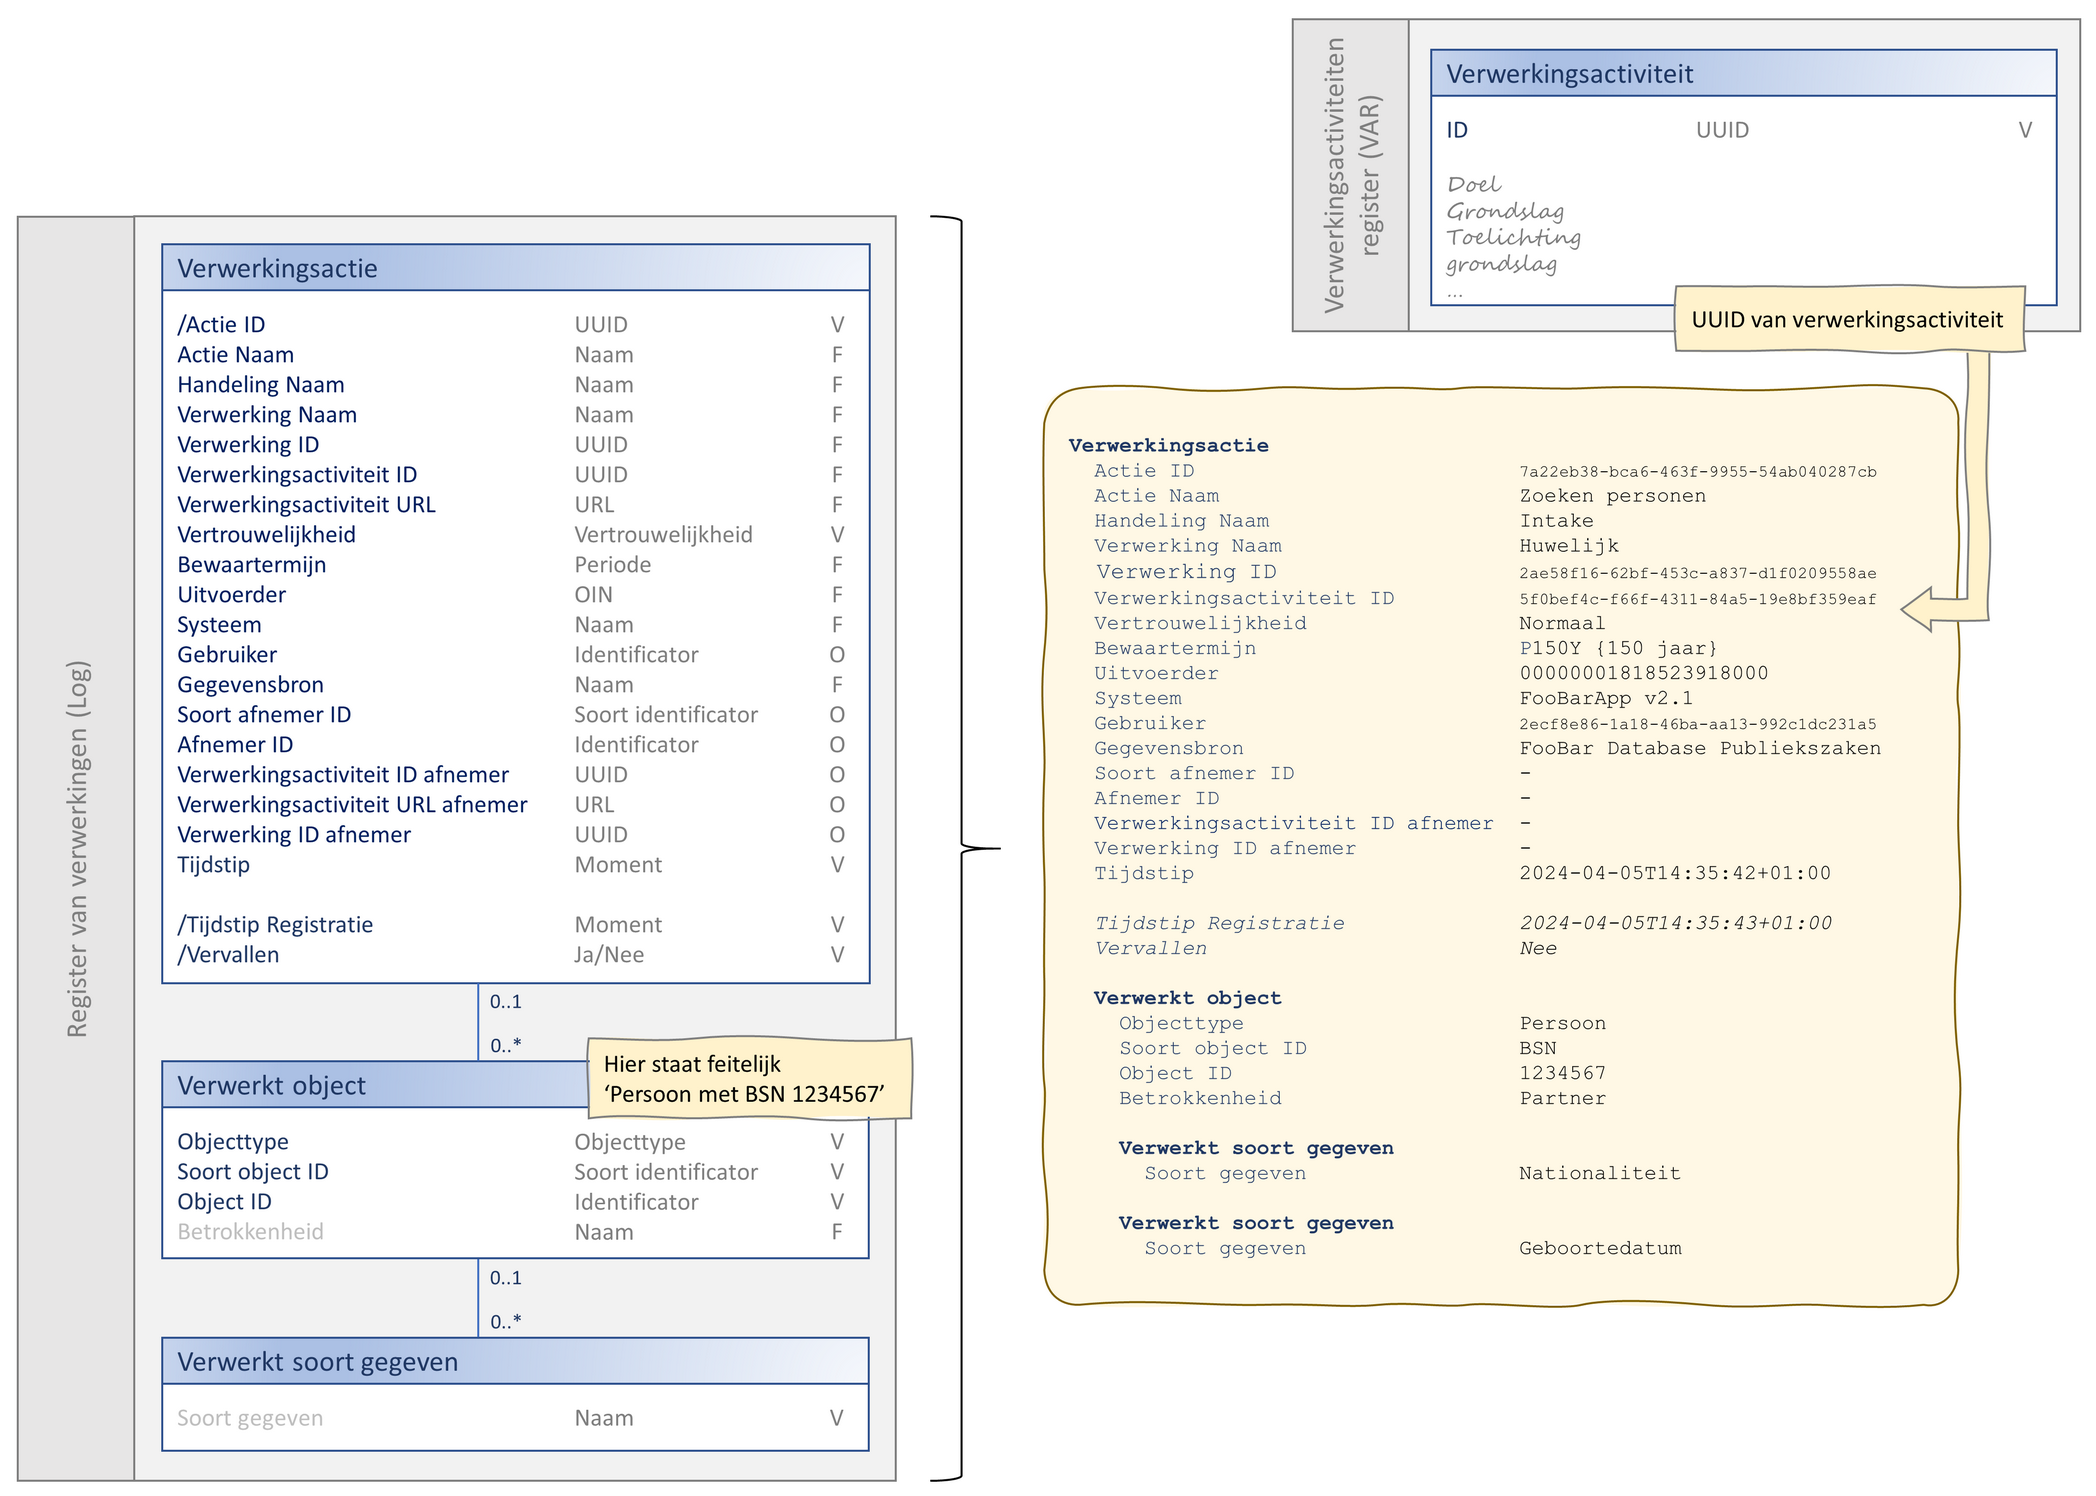 Verwerkingsactiviteiten
register (VAR)
Verwerkingsactiviteit
ID UUID V
Doel
Grondslag
Toelichting
grondslag
...
UUID van verwerkingsactiviteit
Register van verwerkingen (Log)
Verwerkingsactie
/Actie ID UUID V
Actie Naam Naam F
Handeling Naam Naam F
Verwerking Naam Naam F
Verwerking ID UUID F
Verwerkingsactiviteit ID UUID F
Verwerkingsactiviteit URL URL F
Vertrouwelijkheid Vertrouwelijkheid V
Bewaartermijn Periode F
Uitvoerder OIN F
Systeem Naam F
Gebruiker Identificator O
Gegevensbron Naam F
Soort afnemer ID Soort identificator O
Afnemer ID Identificator O
Verwerkingsactiviteit ID afnemer UUID O
Verwerkingsactiviteit URL afnemer URL O
Verwerking ID afnemer UUID O
Tijdstip Moment V
/Tijdstip Registratie Moment V
/Vervallen Ja/Nee V
0..1
0..*
Verwerkt object
Hier staat feitelijk
‘Persoon met BSN 1234567’
Objecttype Objecttype V
Soort object ID Soort identificator V
Object ID Identificator V
Betrokkenheid Naam F
0..1
0..*
Verwerkt soort gegeven
Soort gegeven Naam V
Verwerkingsactie
Actie ID 7a22eb38-bca6-463f-9955-54ab040287cb
Actie Naam Zoeken personen
Handeling Naam Intake
Verwerking Naam Huwelijk
Verwerking ID 2ae58f16-62bf-453c-a837-d1f0209558ae
Verwerkingsactiviteit ID 5f0bef4c-f66f-4311-84a5-19e8bf359eaf
Vertrouwelijkheid Normaal
Bewaartermijn P150Y {150 jaar}
Uitvoerder 00000001818523918000
Systeem FooBarApp v2.1
Gebruiker 2ecf8e86-1a18-46ba-aa13-992c1dc231a5
Gegevensbron FooBar Database Publiekszaken
Soort afnemer ID -
Afnemer ID -
Verwerkingsactiviteit ID afnemer -
Verwerking ID afnemer -
Tijdstip 2024-04-05T14:35:42+01:00
Tijdstip Registratie 2024-04-05T14:35:43+01:00
Vervallen Nee
Verwerkt object
Objecttype Persoon
Soort object ID BSN
Object ID 1234567
Betrokkenheid Partner
Verwerkt soort gegeven
Soort gegeven Nationaliteit
Verwerkt soort gegeven
Soort gegeven Geboortedatum